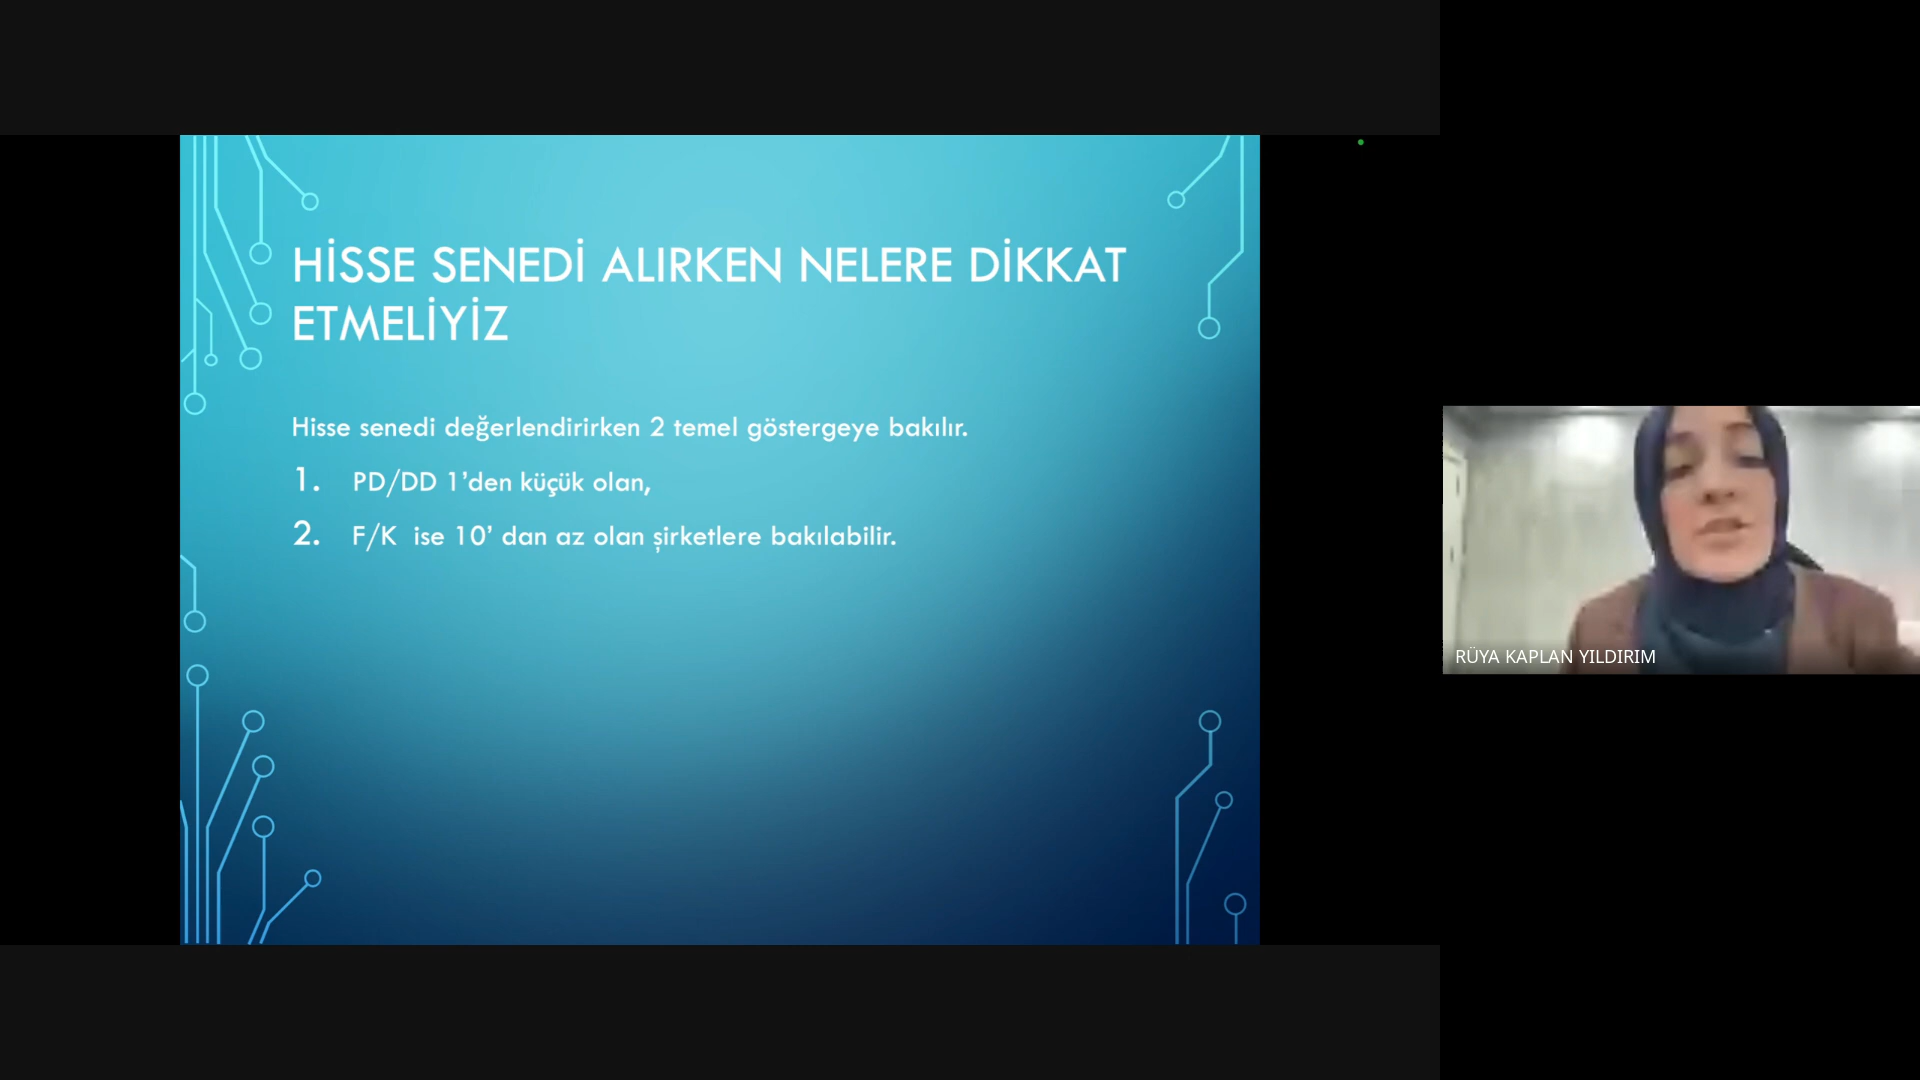 HİSSE SENEDİ ALIRKEN NELERE DİKKAT
ETMELİYİZ
Hisse senedi değerlendirirken 2 temel göstergeye bakılır.
1. PD/DD 1’den küçük olan,
2. F/K ise 10’ dan az olan şirketlere bakılabilir.
RÜYA KAPLAN YILDIRIM